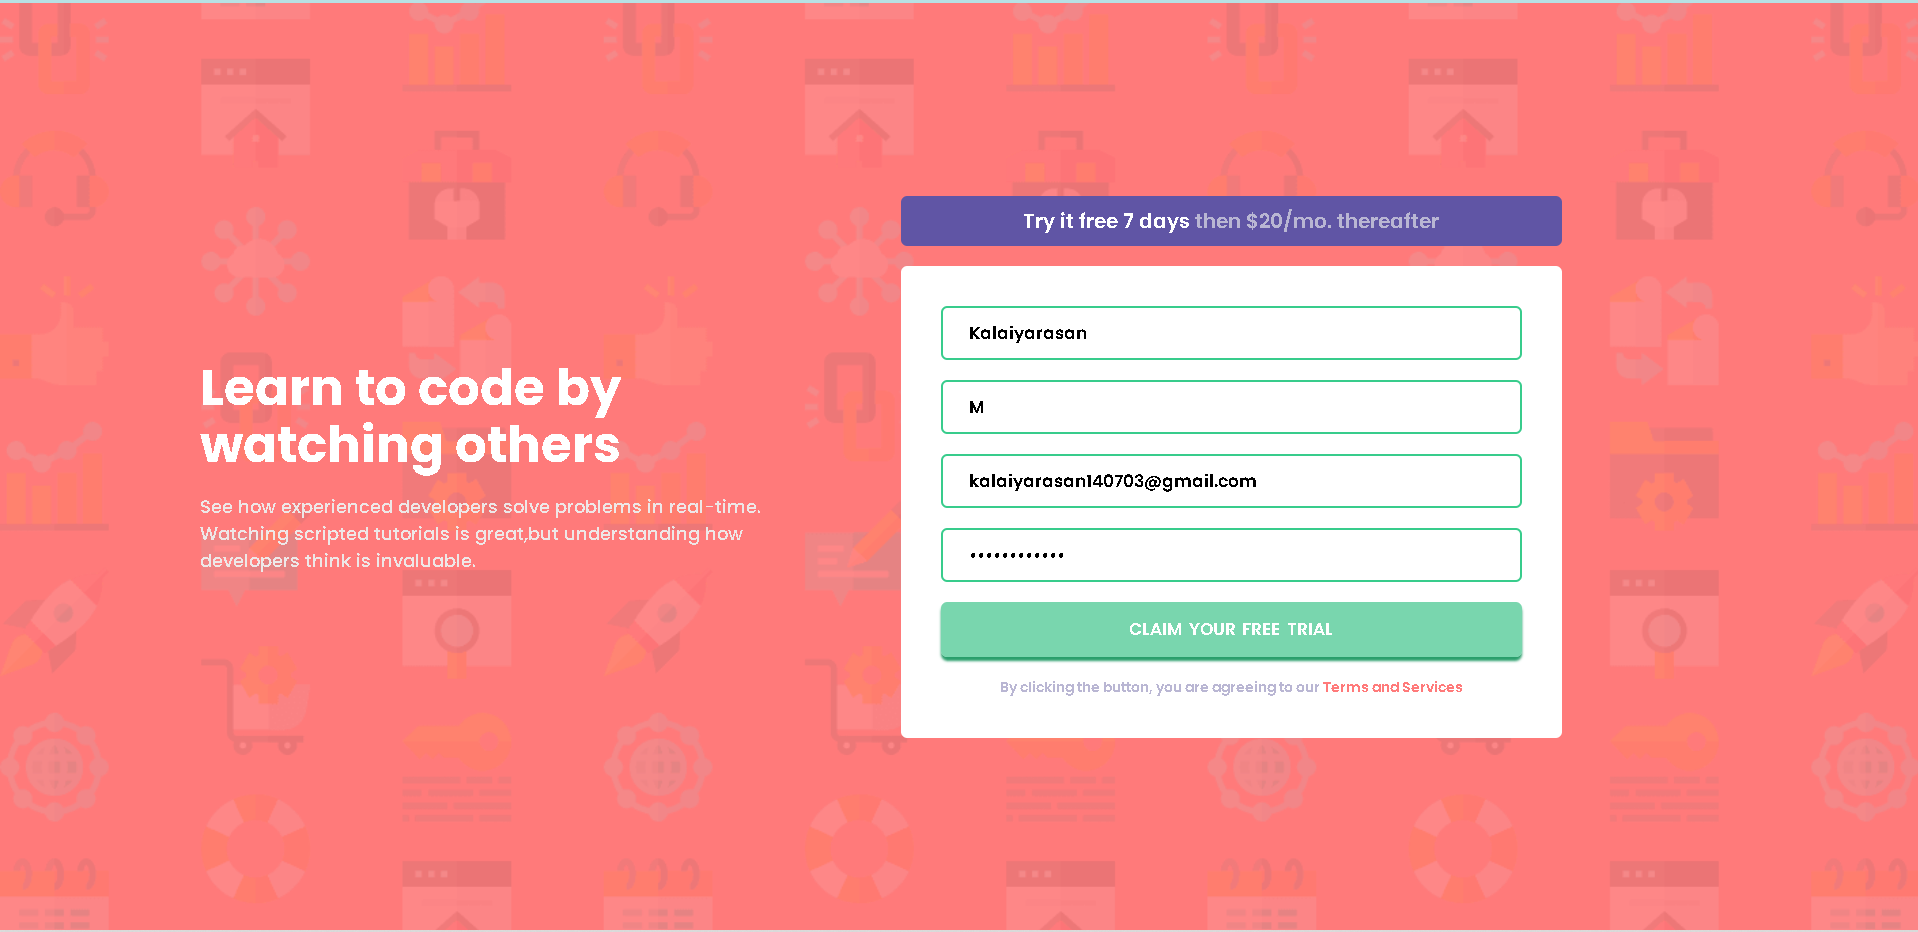 Learn to code by
watching others
See how experienced developers solve problems in real-time.
Watching scripted tutorials is great,but understanding how
developers think is invaluable.
Try it free 7 days then $20/mo. thereafter
Kalaiyarasan
M
kalaiyarasan140703@gmail.com
••••••••••••
CLAIM YOUR FREE TRIAL
By clicking the button, you are agreeing to our Terms and Services